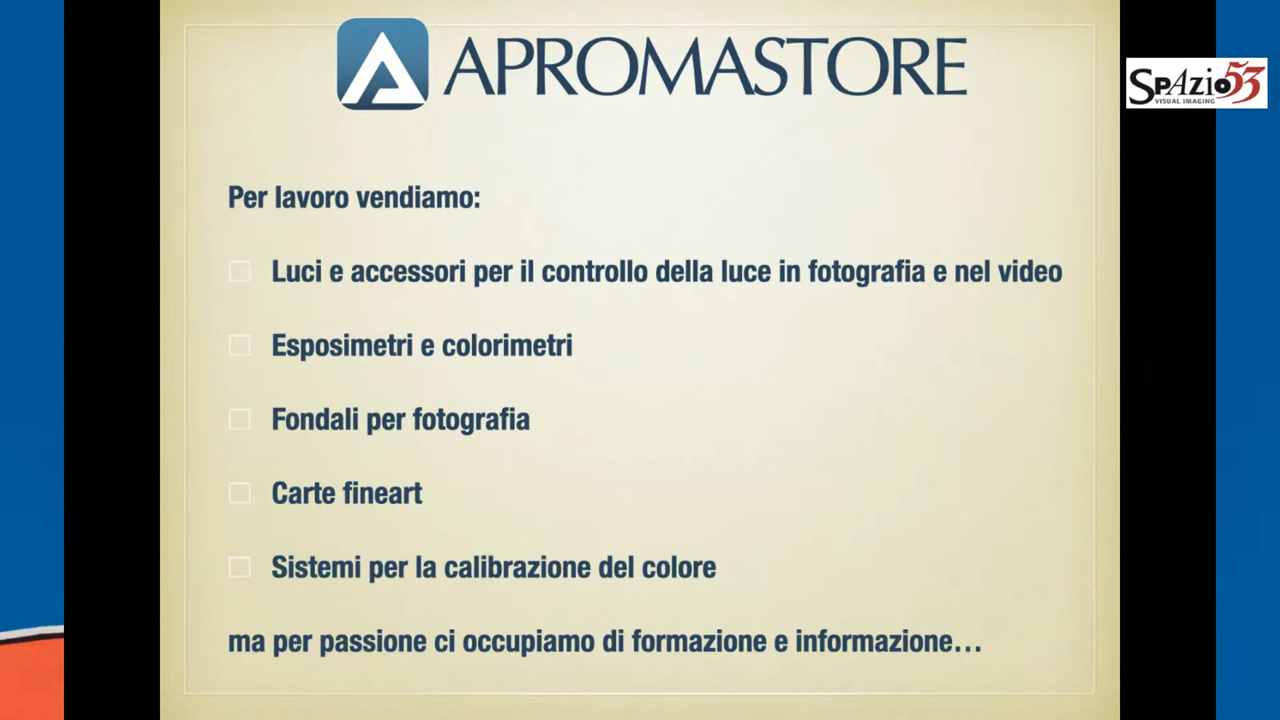 APROMASTORE
SPAZIO53
VISUAL IMAGING
Per lavoro vendiamo:
Luci e accessori per il controllo della luce in fotografia e nel video
Esposimetri e colorimetri
Fondali per fotografia
Carte fineart
Sistemi per la calibrazione del colore
ma per passione ci occupiamo di formazione e informazione…